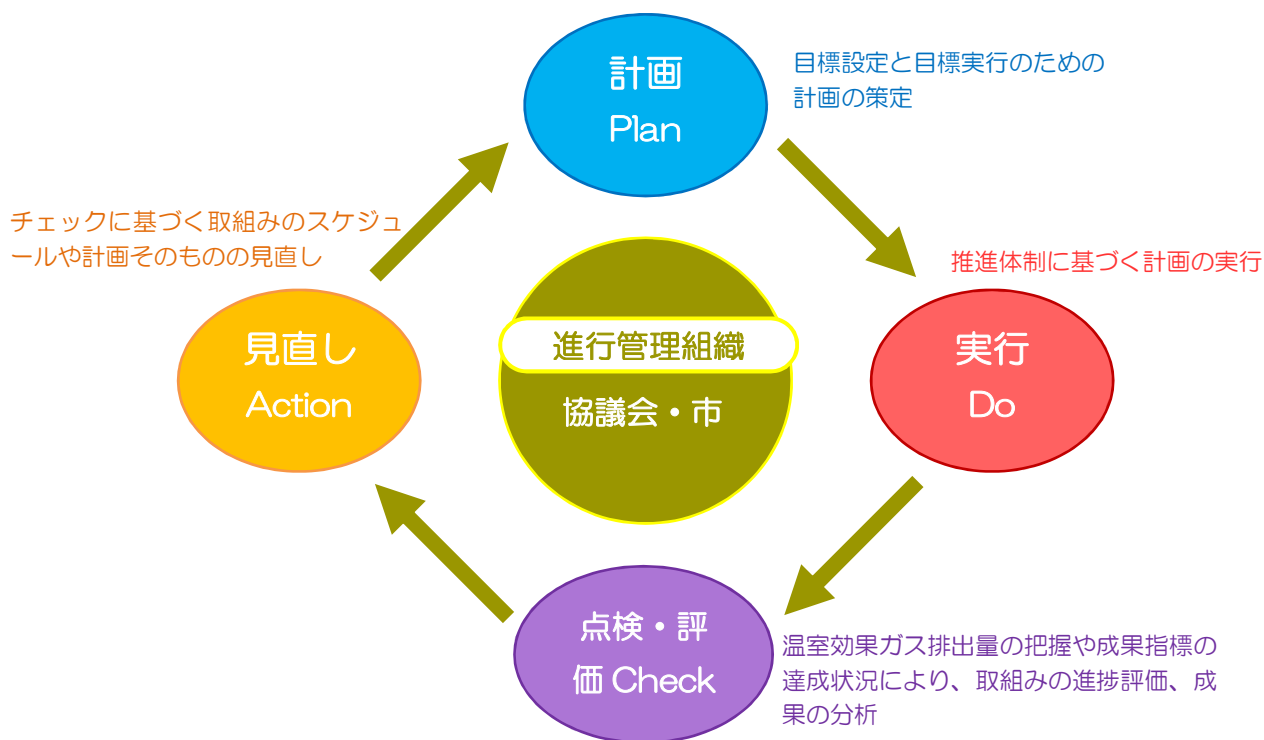 計画
Plan
目標設定と目標実行のための
計画の策定
チェックに基づく取組みのスケジュ
ールや計画そのものの見直し
推進体制に基づく計画の実行
見直し
Action
進行管理組織
協議会・市
実行
Do
点検・評
価 Check
温室効果ガス排出量の把握や成果指標の
達成状況により、取組みの進捗評価、成
果の分析